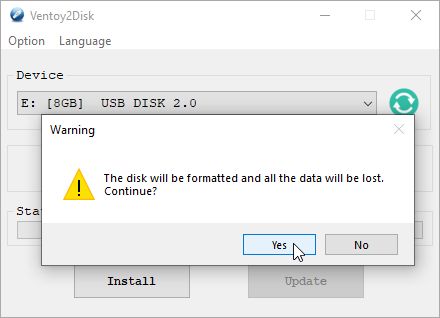 Ventoy2Disk
Option Language
Device
E: [8GB] USB DISK 2.0
Warning
The disk will be formatted and all the data will be lost.
Continue?
Yes No
Install Update